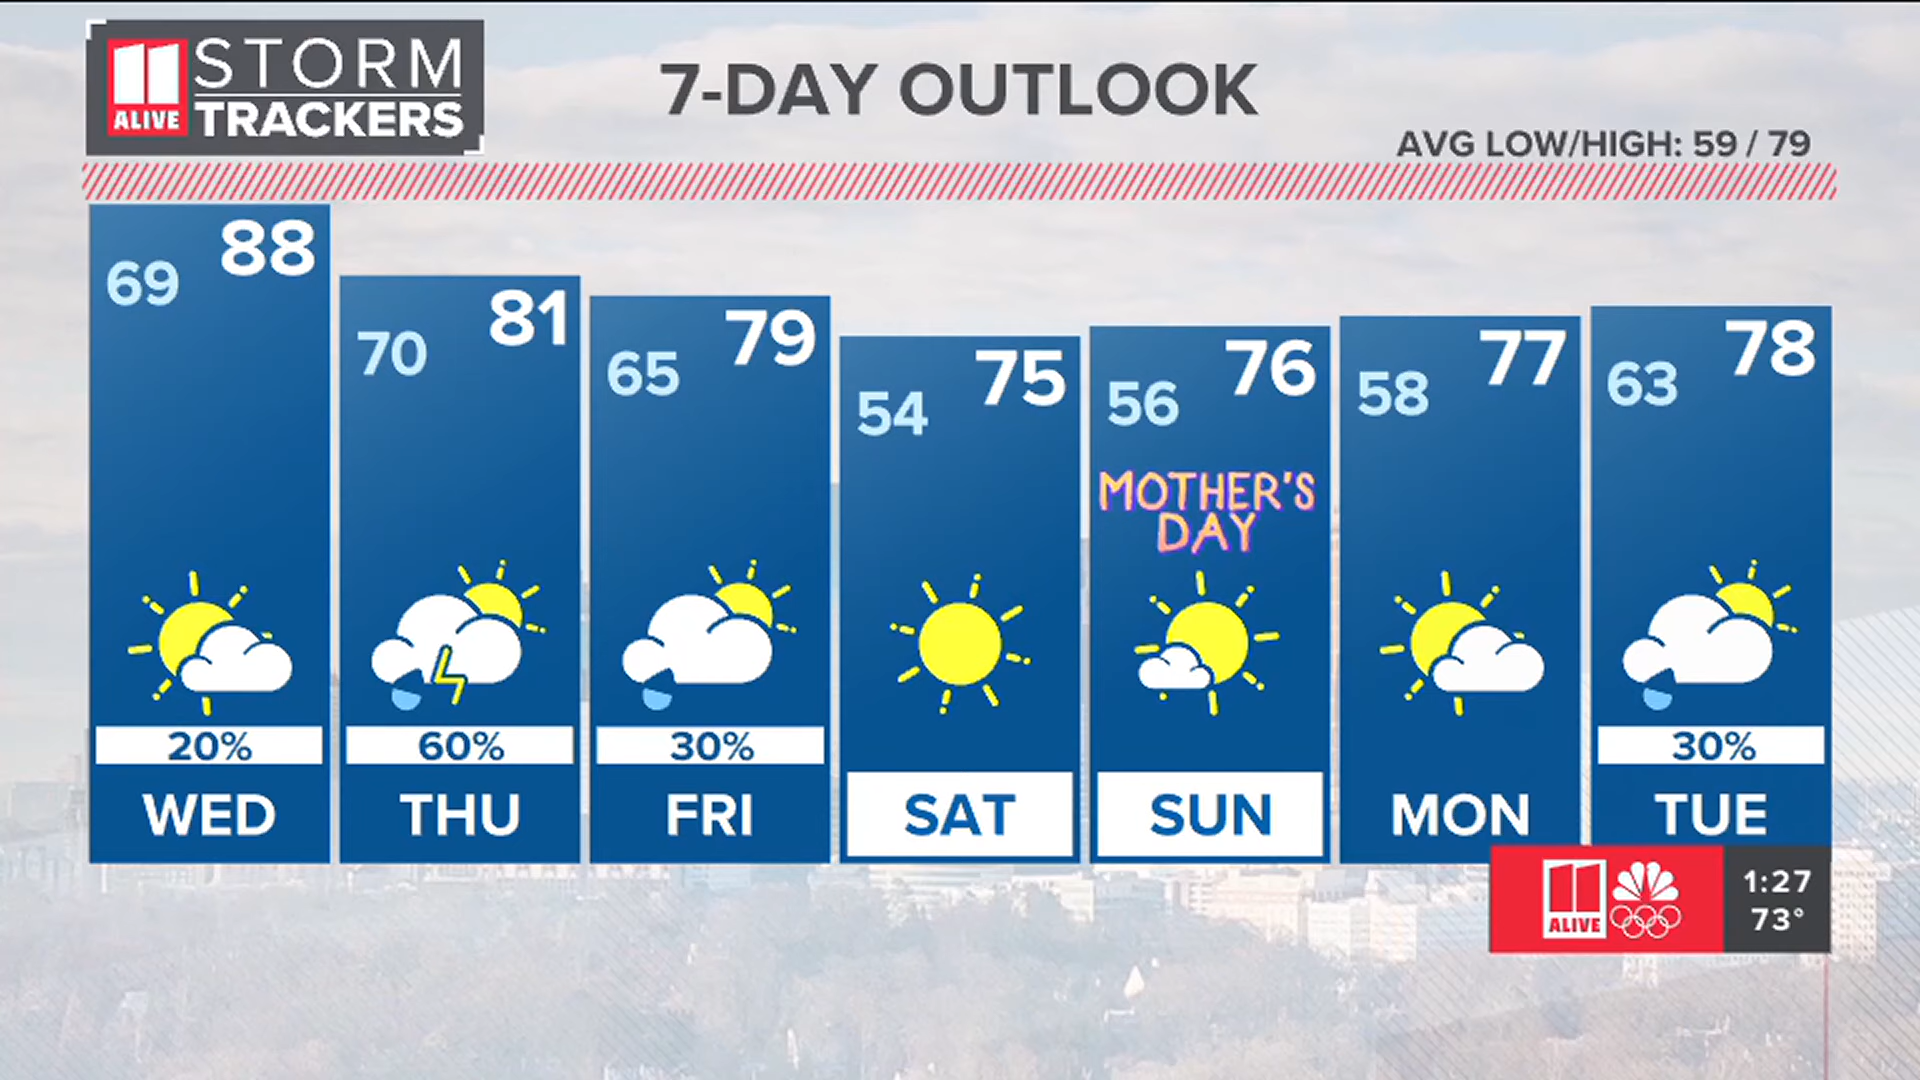 11 ALIVE
STORM
TRACKERS
7-DAY OUTLOOK
AVG LOW/HIGH: 59 / 79
69 88
20%
WED
70 81
60%
THU
65 79
30%
FRI
54 75
SAT
56 76
MOTHER'S
DAY
SUN
58 77
MON
63 78
30%
TUE
11 ALIVE
1:27
73°